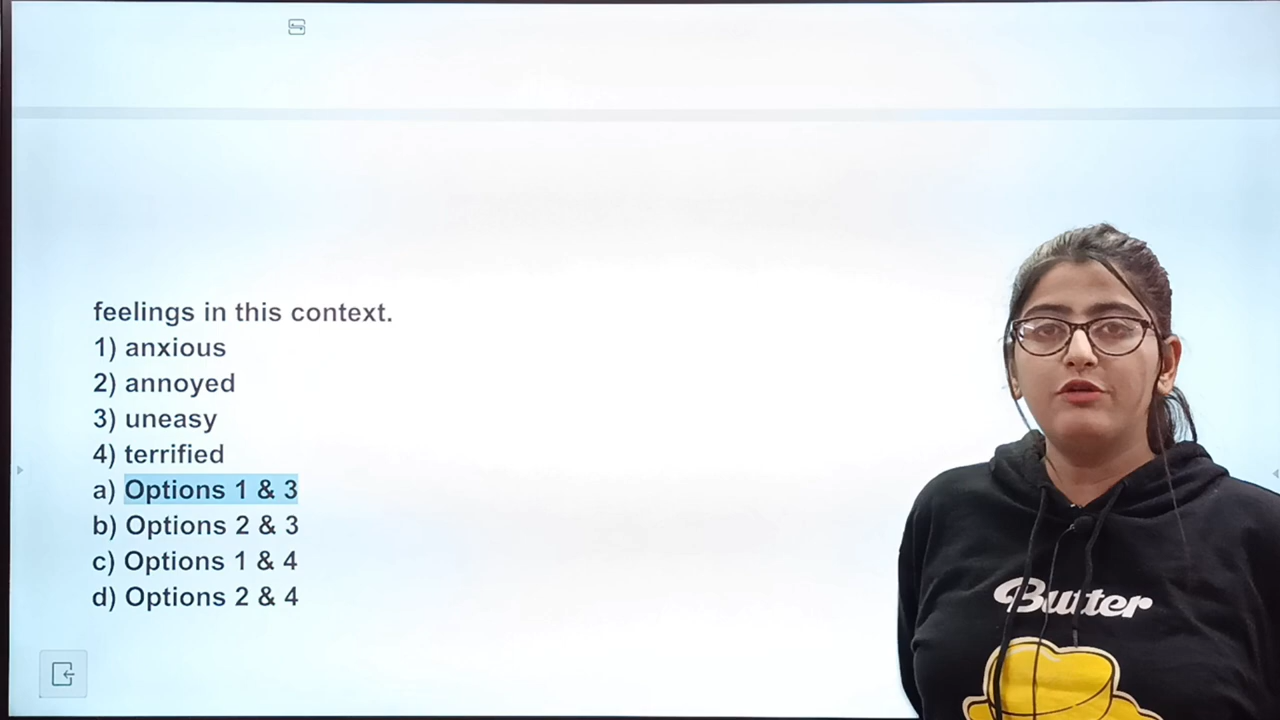 feelings in this context.
1) anxious
2) annoyed
3) uneasy
4) terrified
a) Options 1 & 3
b) Options 2 & 3
c) Options 1 & 4
d) Options 2 & 4
Butter